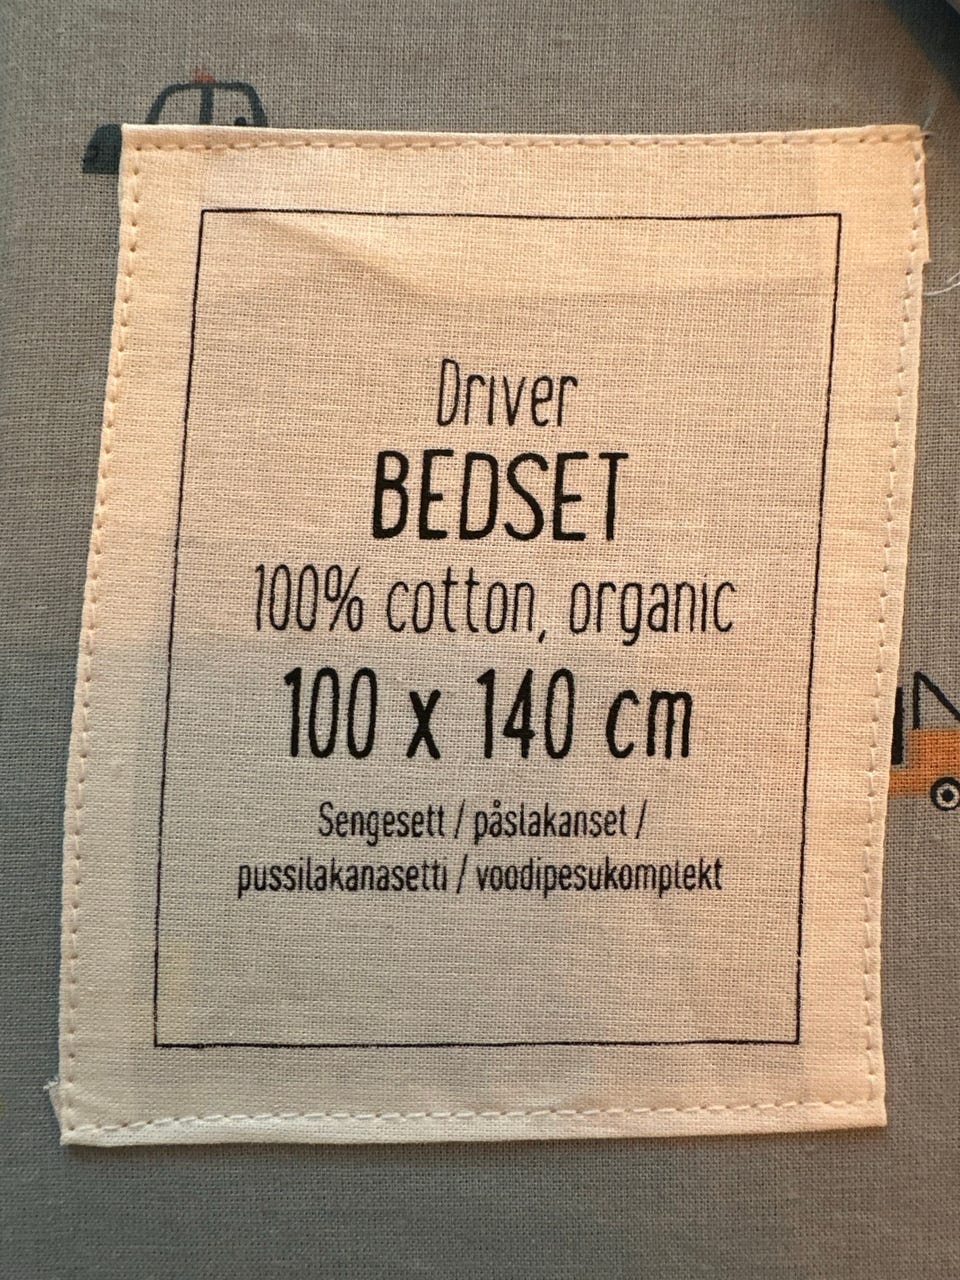 Driver
BEDSET
100% cotton, organic
100 x 140 cm
Sengesett / påslakanset /
pussilakanasetti / voodipesukomplekt